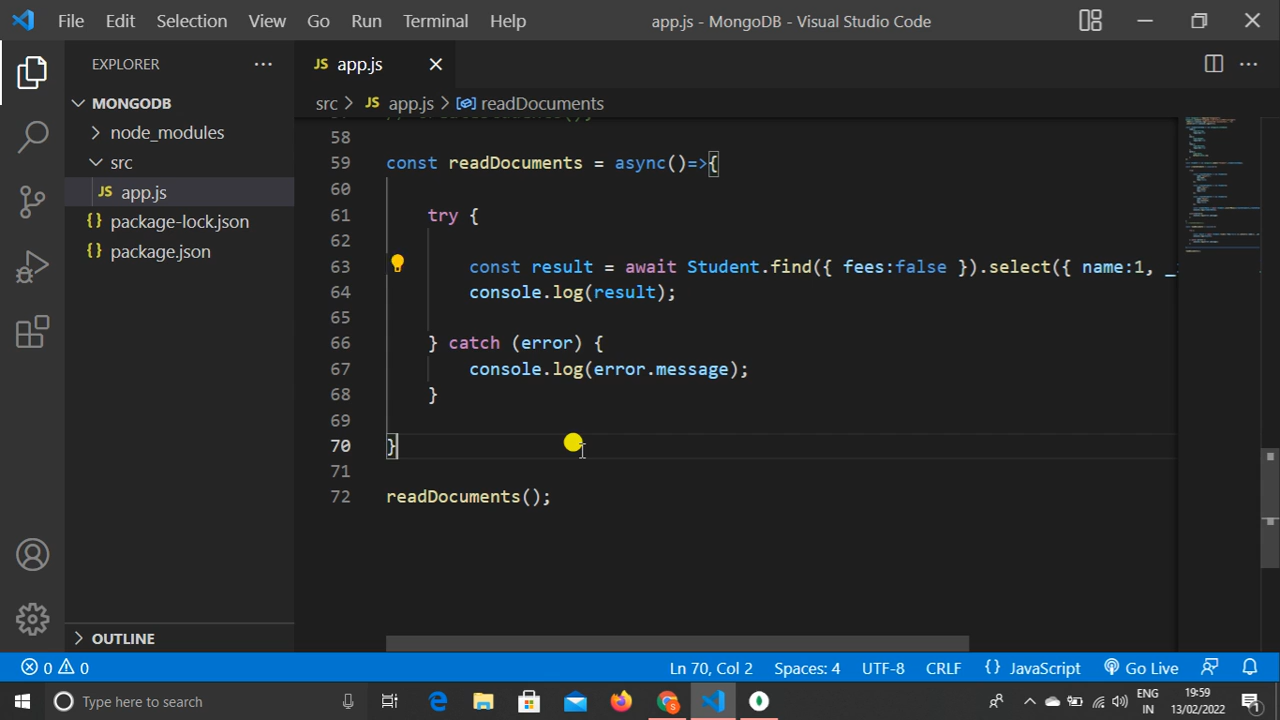 File Edit Selection View Go Run Terminal Help app.js - MongoDB - Visual Studio Code
EXPLORER
JS app.js
MONGODB
src > JS app.js > readDocuments
node_modules
src
JS app.js
{} package-lock.json
{} package.json
OUTLINE
58
59 const readDocuments = async()=>{
60
61 try {
62
63 const result = await Student.find({ fees:false }).select({ name:1,
64 console.log(result);
65
66 } catch (error) {
67 console.log(error.message);
68 }
69
70 }
71
72 readDocuments();
0 0 Ln 70, Col 2 Spaces: 4 UTF-8 CRLF {} JavaScript Go Live
Type here to search ENG 19:59
IN 13/02/2022 1